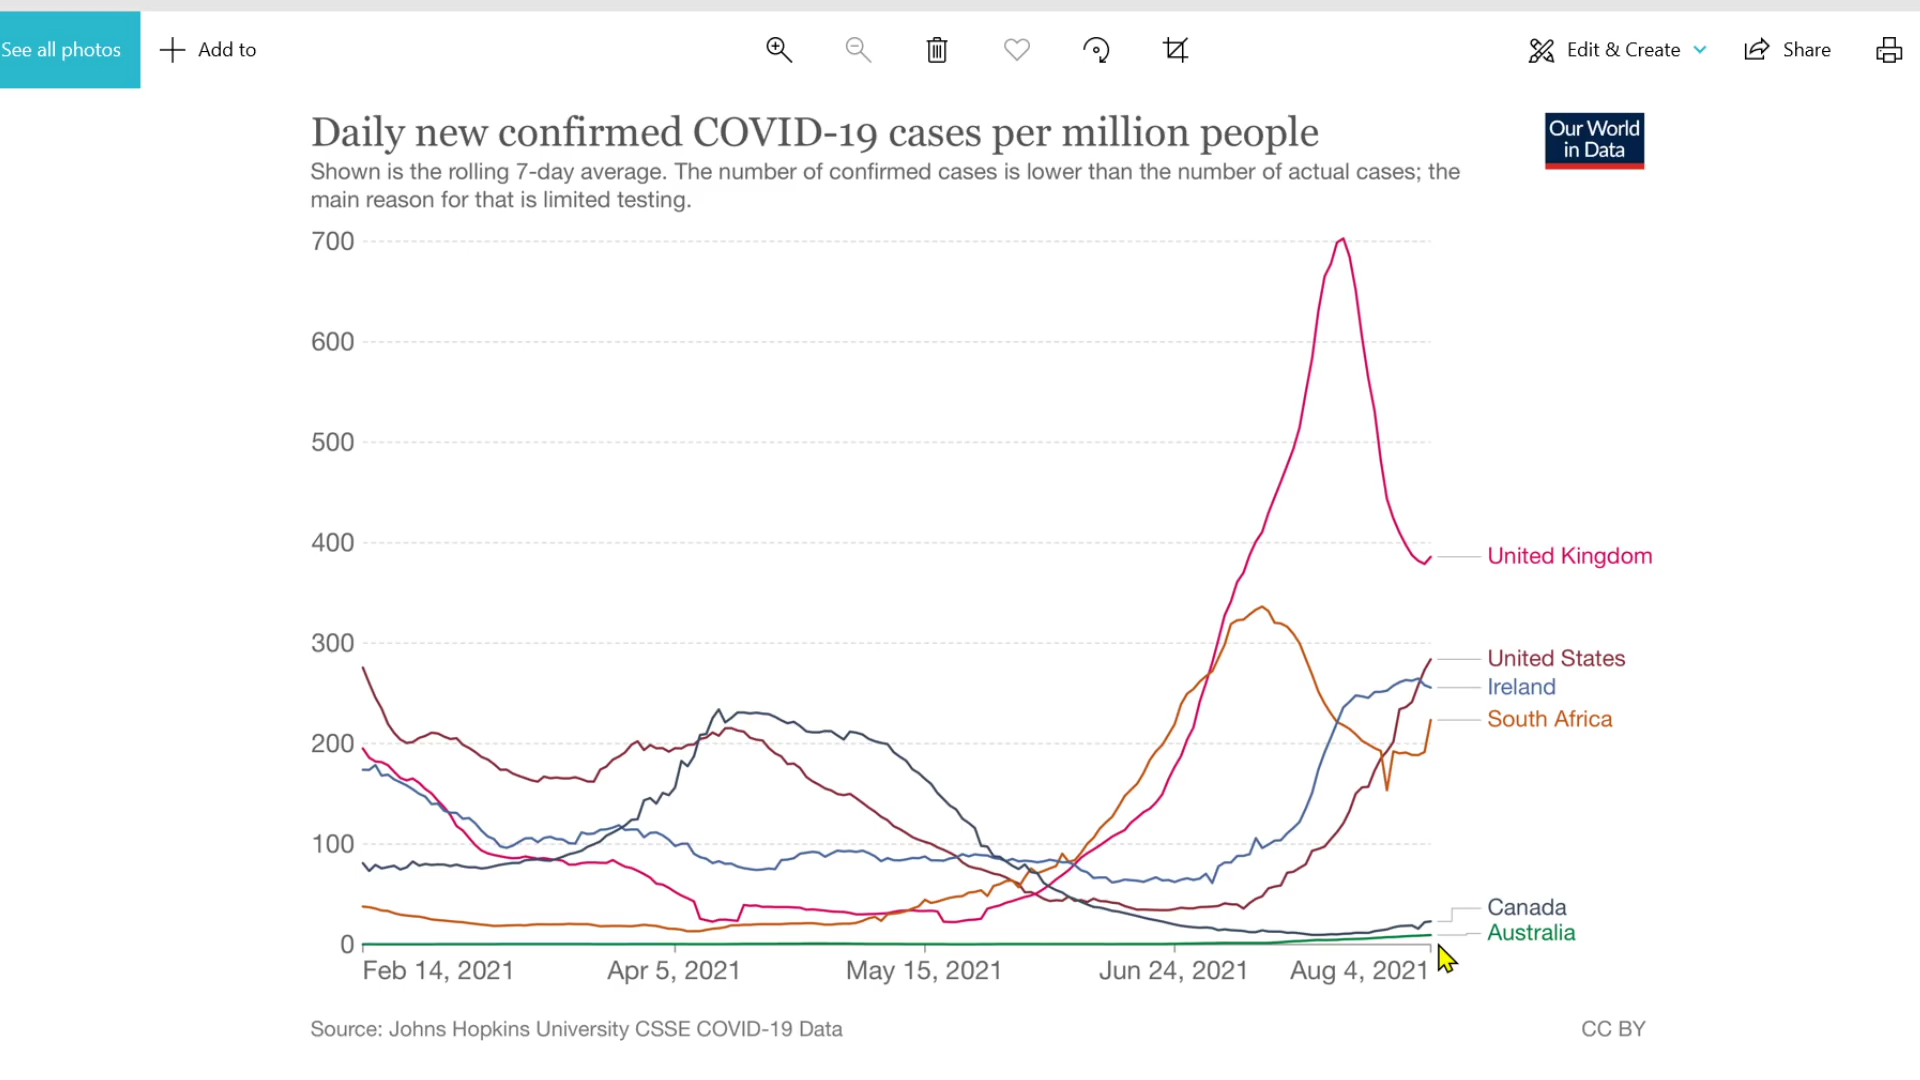 See all photos
Add to
Edit & Create
Share
Daily new confirmed COVID-19 cases per million people
Our World
in Data
Shown is the rolling 7-day average. The number of confirmed cases is lower than the number of actual cases; the
main reason for that is limited testing.
700
600
500
400
300
200
100
0
United Kingdom
United States
Ireland
South Africa
Canada
Australia
Feb 14, 2021
Apr 5, 2021
May 15, 2021
Jun 24, 2021
Aug 4, 2021
Source: Johns Hopkins University CSSE COVID-19 Data
CC BY